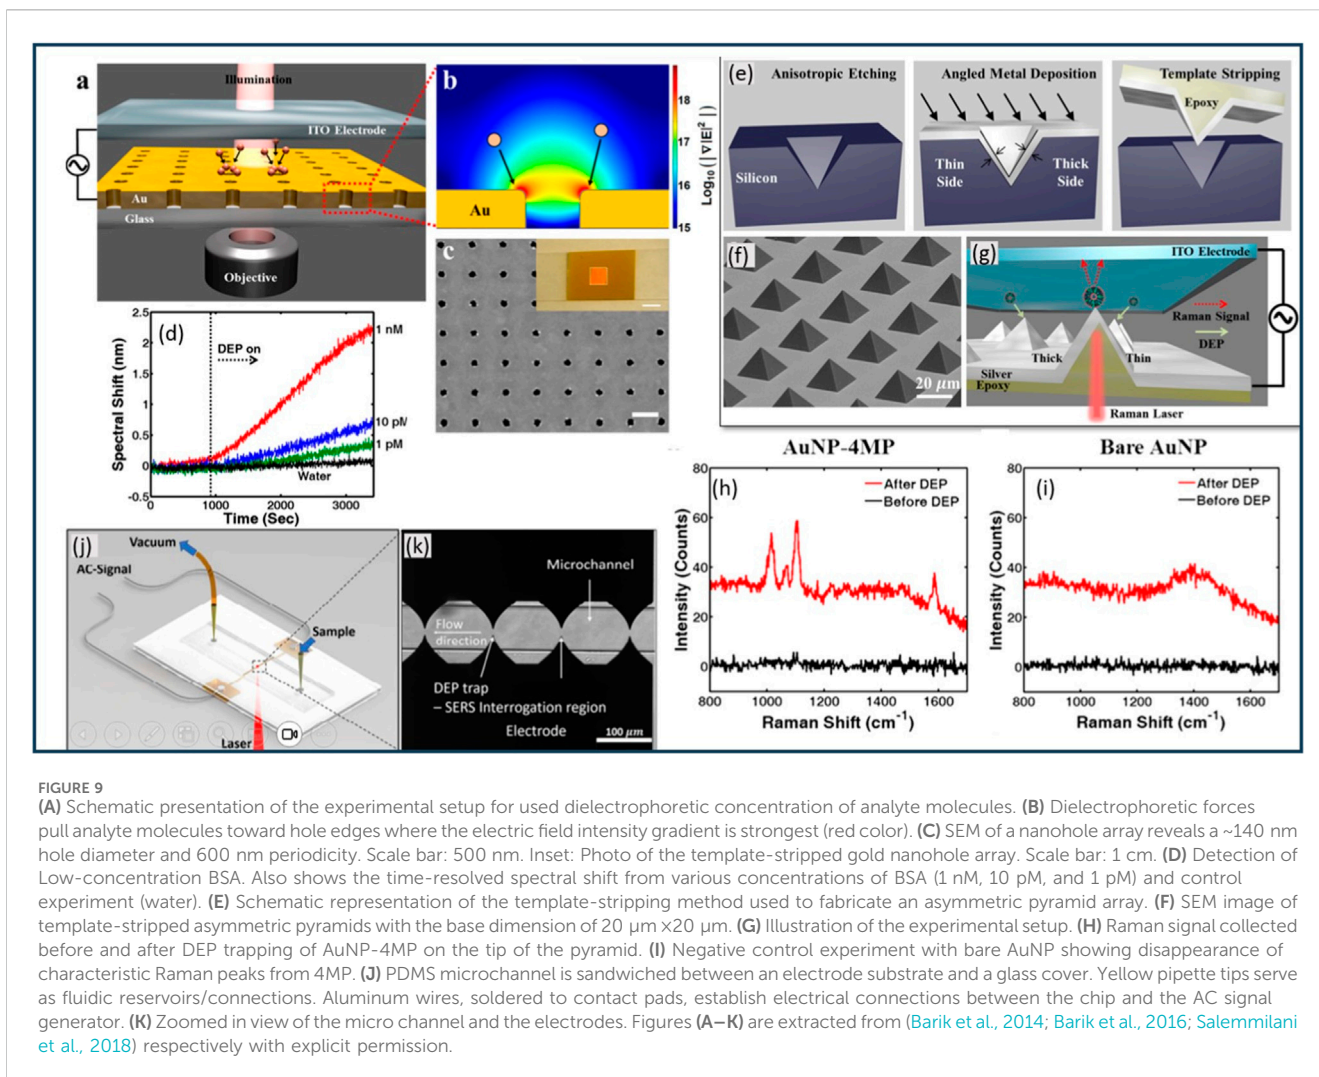 a
Illumination
ITO Electrode
Au
Glass
Objective
b
Au
Log₁₀(|∇|E|²|)
18
17
16
15
c
(d)
DEP on
1 nM
10 pM
1 pM
Water
Spectral Shift (nm)
2.5
2
1.5
1
0.5
0
-0.5
0
1000
2000
3000
Time (Sec)
(e)
Anisotropic Etching
Angled Metal Deposition
Template Stripping
Epoxy
Silicon
Thin Side
Thick Side
(f)
20 μm
(g)
ITO Electrode
Raman Signal
DEP
Thick
Thin
Silver
Epoxy
Raman Laser
AuNP-4MP
(h)
After DEP
Before DEP
Intensity (Counts)
80
60
40
20
0
800 1000 1200 1400 1600
Raman Shift (cm⁻¹)
Bare AuNP
(i)
After DEP
Before DEP
Intensity (Counts)
80
60
40
20
0
800 1000 1200 1400 1600
Raman Shift (cm⁻¹)
(j)
Vacuum
AC-Signal
Sample
Laser
(k)
Microchannel
Flow
direction
DEP trap
– SERS Interrogation region
Electrode
100 μm
FIGURE 9
(A) Schematic presentation of the experimental setup for used dielectrophoretic concentration of analyte molecules. (B) Dielectrophoretic forces
pull analyte molecules toward hole edges where the electric field intensity gradient is strongest (red color). (C) SEM of a nanohole array reveals a ~140 nm
hole diameter and 600 nm periodicity. Scale bar: 500 nm. Inset: Photo of the template-stripped gold nanohole array. Scale bar: 1 cm. (D) Detection of
Low-concentration BSA. Also shows the time-resolved spectral shift from various concentrations of BSA (1 nM, 10 pM, and 1 pM) and control
experiment (water). (E) Schematic representation of the template-stripping method used to fabricate an asymmetric pyramid array. (F) SEM image of
template-stripped asymmetric pyramids with the base dimension of 20 μm ×20 μm. (G) Illustration of the experimental setup. (H) Raman signal collected
before and after DEP trapping of AuNP-4MP on the tip of the pyramid. (I) Negative control experiment with bare AuNP showing disappearance of
characteristic Raman peaks from 4MP. (J) PDMS microchannel is sandwiched between an electrode substrate and a glass cover. Yellow pipette tips serve
as fluidic reservoirs/connections. Aluminum wires, soldered to contact pads, establish electrical connections between the chip and the AC signal
generator. (K) Zoomed in view of the micro channel and the electrodes. Figures (A–K) are extracted from (Barik et al., 2014; Barik et al., 2016; Salemmilani
et al., 2018) respectively with explicit permission.